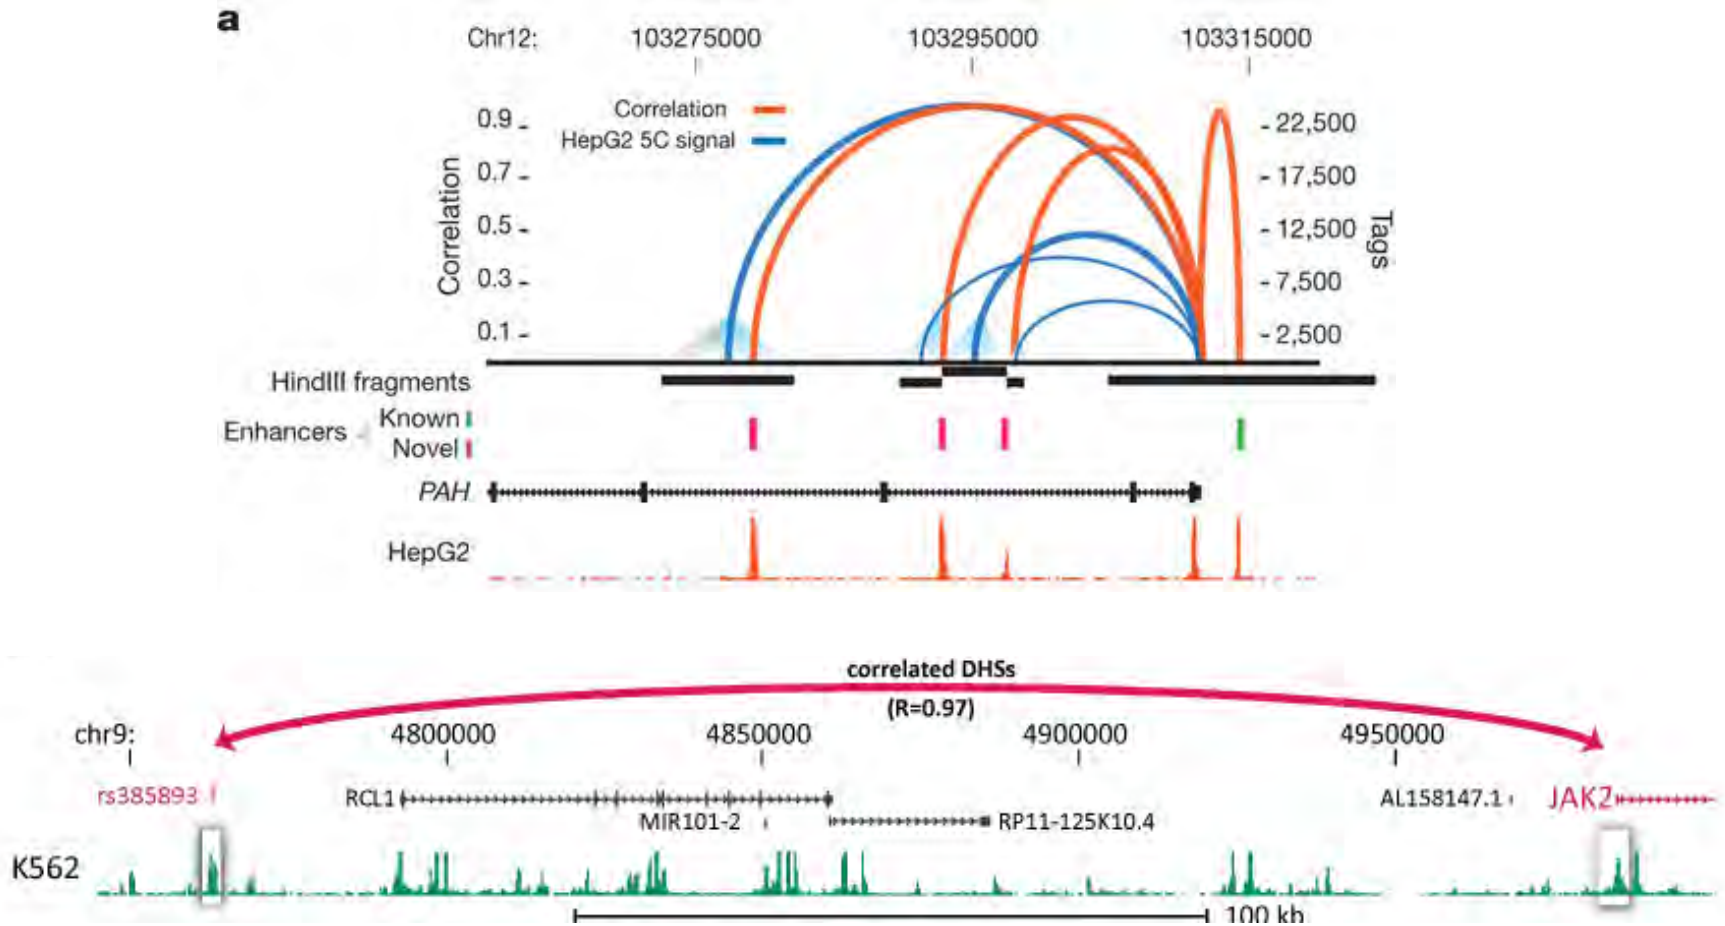 a
Chr12: 103275000 103295000 103315000
Correlation
HepG2 5C signal
Correlation
0.9
0.7
0.5
0.3
0.1
22,500
17,500
12,500
7,500
2,500
Tags
HindIII fragments
Enhancers
Known
Novel
PAH
HepG2
correlated DHSs
(R=0.97)
chr9: 4800000 4850000 4900000 4950000
rs385893 RCL1 AL158147.1 JAK2
MIR101-2 RP11-125K10.4
K562
100 kb